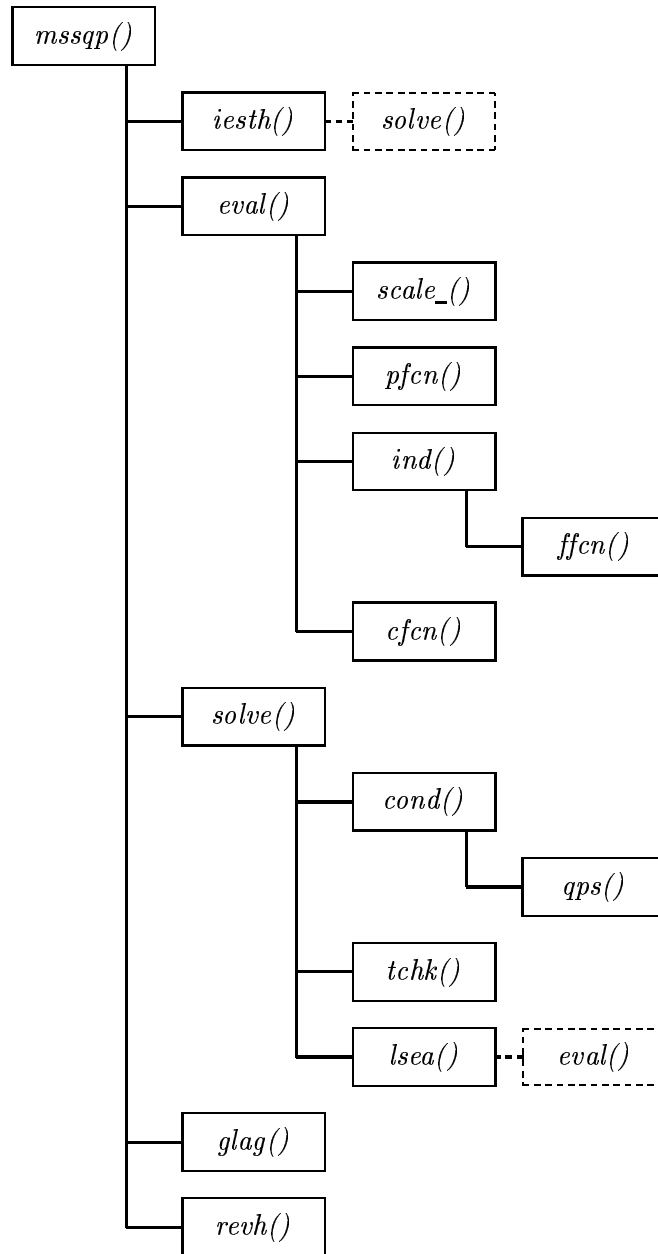 mssqp()
iesth()
solve()
eval()
scale_()
pfcn()
ind()
ffcn()
cfcn()
solve()
cond()
qps()
tchk()
lsea()
eval()
glag()
revh()